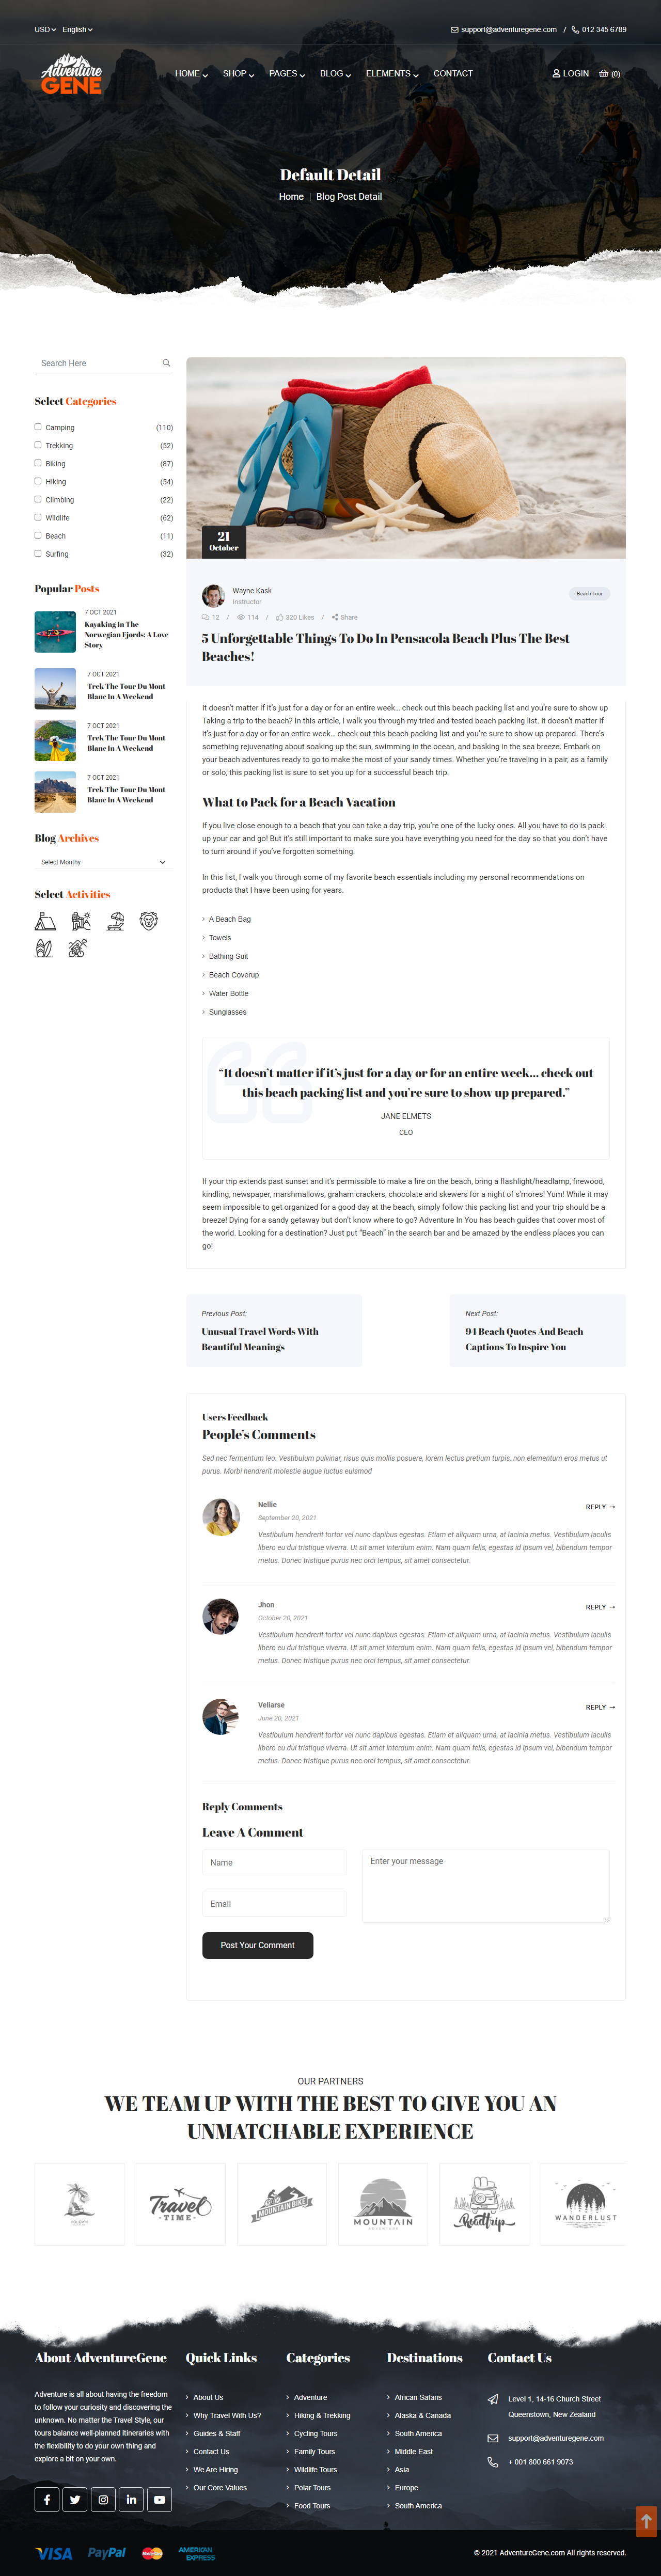 USD English
support@adventuregene.com / 012 345 6789
Adventure
GENE
HOME SHOP PAGES BLOG ELEMENTS CONTACT
LOGIN (0)
Default Detail
Home | Blog Post Detail
Search Here
Select Categories
Camping (110)
Trekking (52)
Biking (87)
Hiking (54)
Climbing (22)
Wildlife (62)
Beach (11)
Surfing (32)
Popular Posts
7 OCT 2021
Kayaking In The
Norwegian Fjords: A Love
Story
7 OCT 2021
Trek The Tour Du Mont
Blanc In A Weekend
7 OCT 2021
Trek The Tour Du Mont
Blanc In A Weekend
7 OCT 2021
Trek The Tour Du Mont
Blanc In A Weekend
Blog Archives
Select Monthy
Select Activities
21
October
Wayne Kask
Instructor
Beach Tour
12 / 114 / 320 Likes / Share
5 Unforgettable Things To Do In Pensacola Beach Plus The Best
Beaches!
It doesn't matter if it's just for a day or for an entire week… check out this beach packing list and you're sure to show up
Taking a trip to the beach? In this article, I walk you through my tried and tested beach packing list. It doesn't matter if
it's just for a day or for an entire week… check out this beach packing list and you're sure to show up prepared. There's
something rejuvenating about soaking up the sun, swimming in the ocean, and basking in the sea breeze. Embark on
your beach adventures ready to go to make the most of your sandy times. Whether you're traveling in a pair, as a family
or solo, this packing list is sure to set you up for a successful beach trip.
What to Pack for a Beach Vacation
If you live close enough to a beach that you can take a day trip, you're one of the lucky ones. All you have to do is pack
up your car and go! But it's still important to make sure you have everything you need for the day so that you don't have
to turn around if you've forgotten something.
In this list, I walk you through some of my favorite beach essentials including my personal recommendations on
products that I have been using for years.
A Beach Bag
Towels
Bathing Suit
Beach Coverup
Water Bottle
Sunglasses
“It doesn't matter if it's just for a day or for an entire week… check out
this beach packing list and you're sure to show up prepared.”
JANE ELMETS
CEO
If your trip extends past sunset and it's permissible to make a fire on the beach, bring a flashlight/headlamp, firewood,
kindling, newspaper, marshmallows, graham crackers, chocolate and skewers for a night of s'mores! Yum! While it may
seem impossible to get organized for a good day at the beach, simply follow this packing list and your trip should be a
breeze! Dying for a sandy getaway but don't know where to go? Adventure In You has beach guides that cover most of
the world. Looking for a destination? Just put “Beach” in the search bar and be amazed by the endless places you can
go!
Previous Post:
Unusual Travel Words With
Beautiful Meanings
Next Post:
94 Beach Quotes And Beach
Captions To Inspire You
Users Feedback
People's Comments
Sed nec fermentum leo. Vestibulum pulvinar, risus quis mollis posuere, lorem lectus pretium turpis, non elementum eros metus ut
purus. Morbi hendrerit molestie augue luctus euismod
Nellie
REPLY
September 20, 2021
Vestibulum hendrerit tortor vel nunc dapibus egestas. Etiam et aliquam urna, at lacinia metus. Vestibulum iaculis
libero eu dui tristique viverra. Ut sit amet interdum enim. Nam quam felis, egestas id ipsum vel, bibendum tempor
metus. Donec tristique purus nec orci tempus, sit amet consectetur.
Jhon
REPLY
October 20, 2021
Vestibulum hendrerit tortor vel nunc dapibus egestas. Etiam et aliquam urna, at lacinia metus. Vestibulum iaculis
libero eu dui tristique viverra. Ut sit amet interdum enim. Nam quam felis, egestas id ipsum vel, bibendum tempor
metus. Donec tristique purus nec orci tempus, sit amet consectetur.
Veliarse
REPLY
June 20, 2021
Vestibulum hendrerit tortor vel nunc dapibus egestas. Etiam et aliquam urna, at lacinia metus. Vestibulum iaculis
libero eu dui tristique viverra. Ut sit amet interdum enim. Nam quam felis, egestas id ipsum vel, bibendum tempor
metus. Donec tristique purus nec orci tempus, sit amet consectetur.
Reply Comments
Leave A Comment
Name
Enter your message
Email
Post Your Comment
OUR PARTNERS
WE TEAM UP WITH THE BEST TO GIVE YOU AN
UNMATCHABLE EXPERIENCE
Travel
TIME
MOUNTAIN BIKE
MOUNTAIN
ADVENTURE
Roadtrip
WANDERLUST
About AdventureGene
Adventure is all about having the freedom
to follow your curiosity and discovering the
unknown. No matter the Travel Style, our
tours balance well-planned itineraries with
the flexibility to do your own thing and
explore a bit on your own.
Quick Links
About Us
Why Travel With Us?
Guides & Staff
Contact Us
We Are Hiring
Our Core Values
Categories
Adventure
Hiking & Trekking
Cycling Tours
Family Tours
Wildlife Tours
Polar Tours
Food Tours
Destinations
African Safaris
Alaska & Canada
South America
Middle East
Asia
Europe
South America
Contact Us
Level 1, 14-16 Church Street
Queenstown, New Zealand
support@adventuregene.com
+ 001 800 661 9073
VISA PayPal MasterCard AMERICAN
EXPRESS
© 2021 AdventureGene.com All rights reserved.